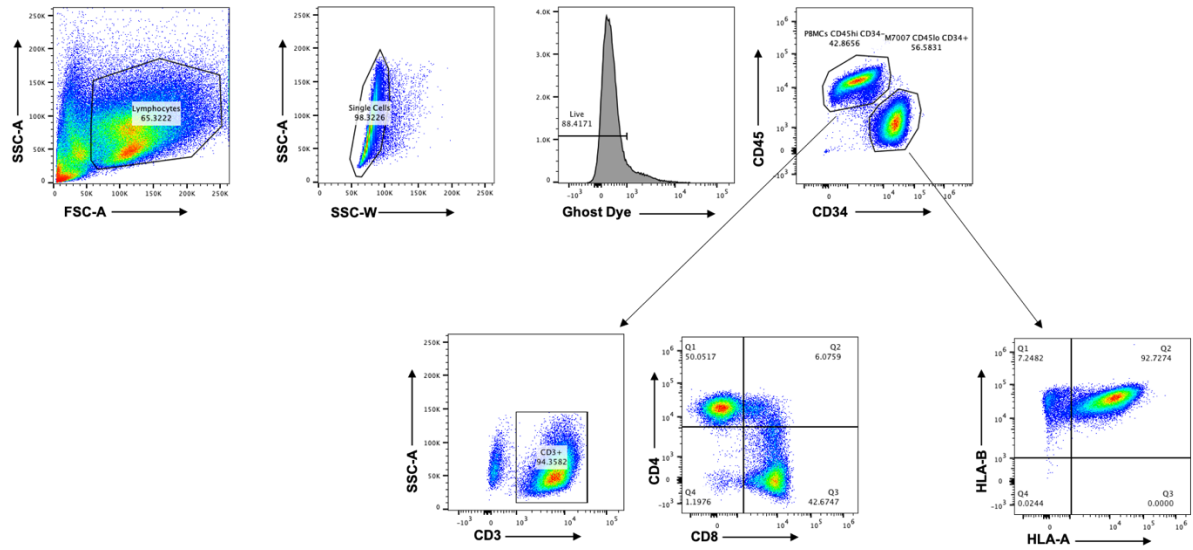 250K
200K
150K
100K
50K
0
0
50K
100K
150K
200K
250K
SSC-A
FSC-A
Lymphocytes
65.3222
250K
200K
150K
100K
50K
0
0
50K
100K
150K
200K
250K
SSC-A
SSC-W
Single Cells
98.3226
4.0K
3.0K
2.0K
1.0K
0
-10³
0
10³
10⁴
10⁵
Ghost Dye
Live
88.4171
10⁶
10⁵
10⁴
10³
0
0
10⁴
10⁵
10⁶
CD45
CD34
PBMCs CD45hi CD34-
42.8656
M7007 CD45lo CD34+
56.5831
250K
200K
150K
100K
50K
0
-10³
0
10³
10⁴
10⁵
SSC-A
CD3
CD3+
94.3582
10⁶
10⁵
10⁴
10³
0
-10³
-10³
0
10³
10⁴
10⁵
10⁶
CD4
CD8
Q1
50.0517
Q2
6.0759
Q4
1.1976
Q3
42.6747
10⁶
10⁵
10⁴
10³
0
-10³
0
10³
10⁴
10⁵
10⁶
HLA-B
HLA-A
Q1
7.2482
Q2
92.7274
Q4
0.0244
Q3
0.0000